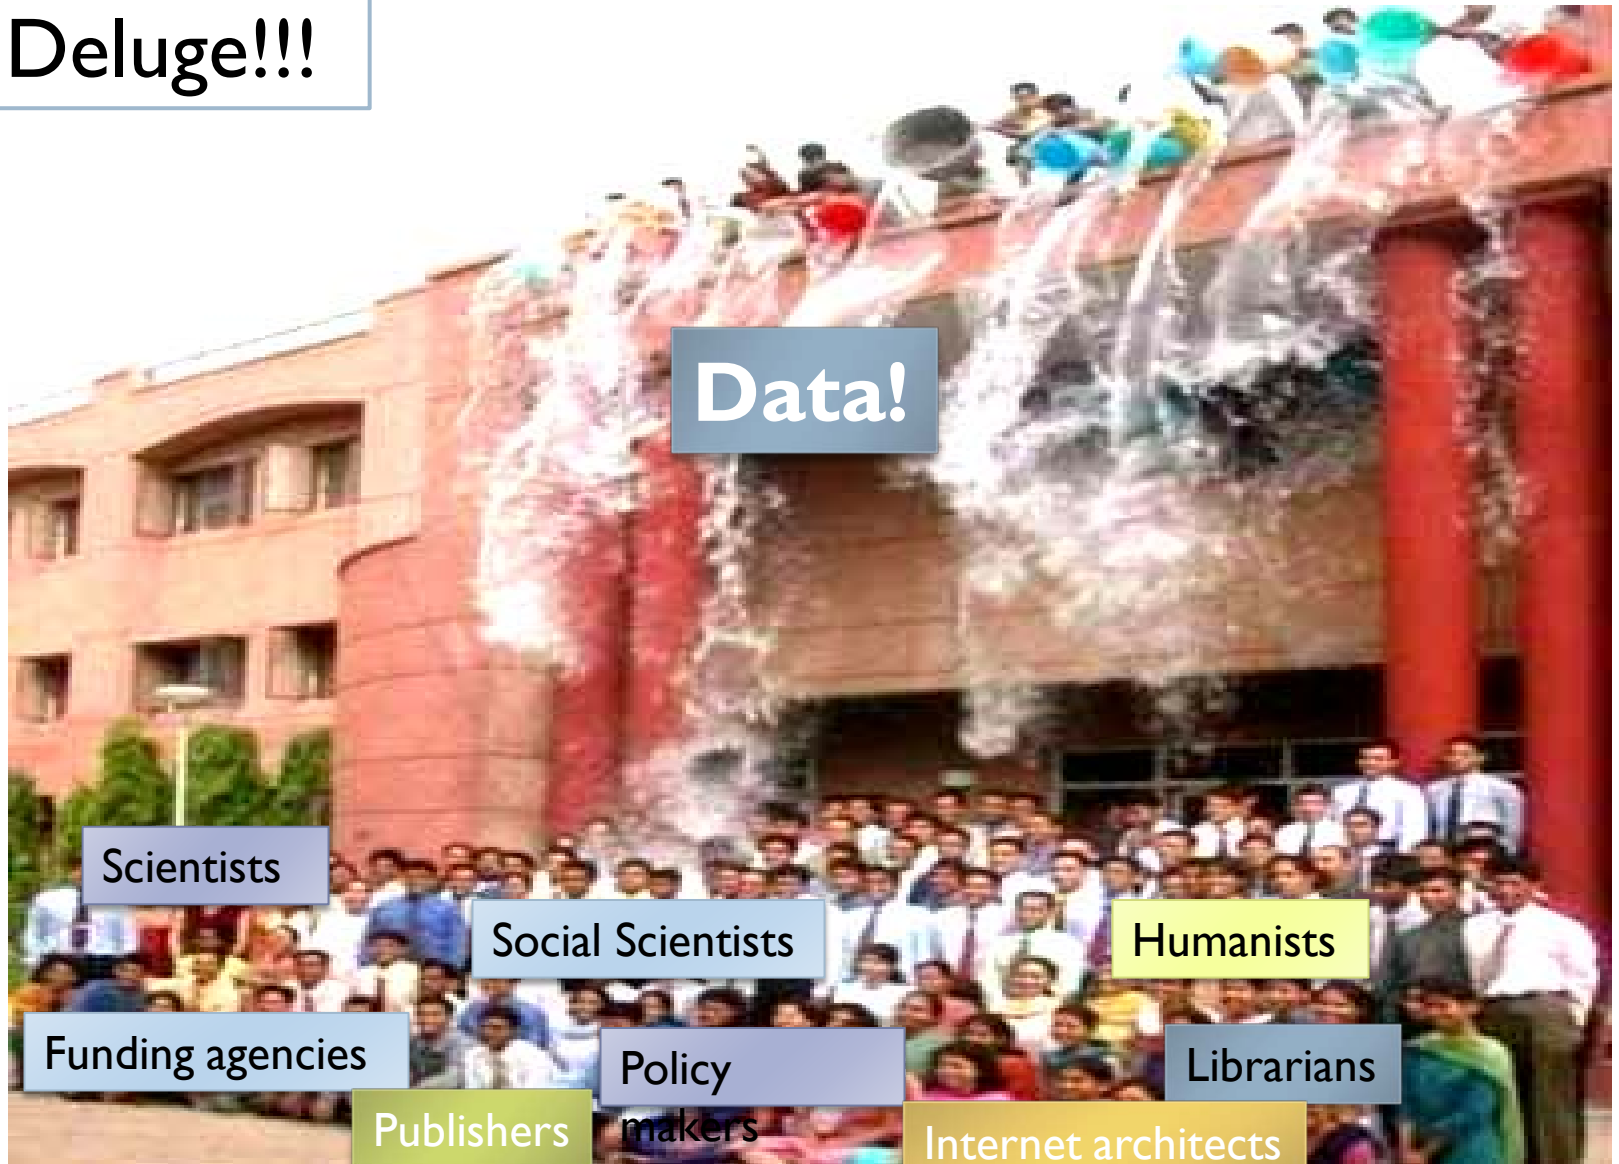 Deluge!!!
Data!
Scientists
Social Scientists
Humanists
Funding agencies
Policy
makers
Librarians
Publishers
Internet architects